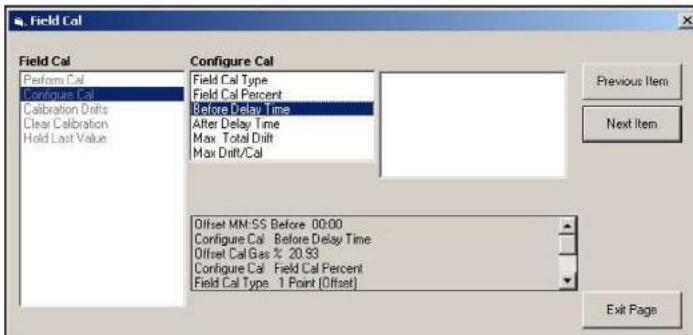 Field Cal
Field Cal
Perform Cal
Configure Cal
Calibration Drifts
Clear Calibration
Hold Last Value
Configure Cal
Field Cal Type
Field Cal Percent
Before Delay Time
After Delay Time
Max. Total Drift
Max Drift/Cal
Offset MM:SS Before 00:00
Configure Cal Before Delay Time
Offset Cal Gas % 20.93
Configure Cal Field Cal Percent
Field Cal Type 1 Point (Offset)
Previous Item
Next Item
Exit Page